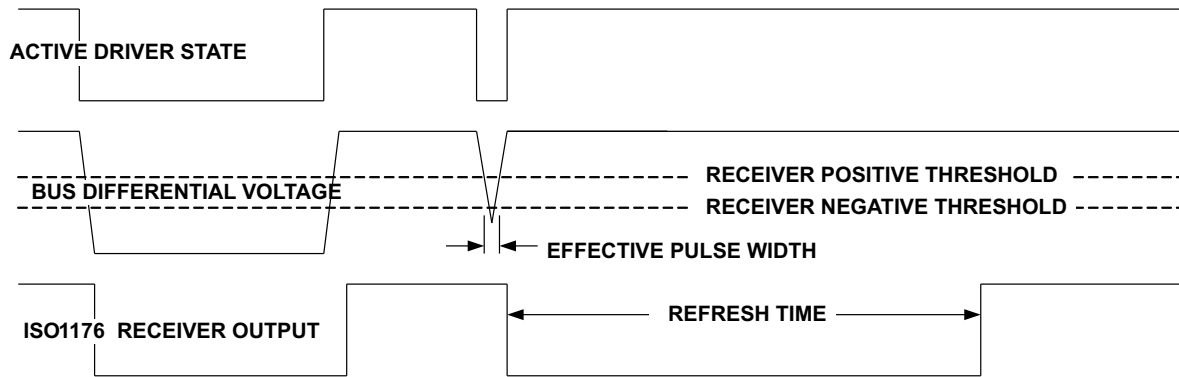 ACTIVE DRIVER STATE
BUS DIFFERENTIAL VOLTAGE
RECEIVER POSITIVE THRESHOLD
RECEIVER NEGATIVE THRESHOLD
EFFECTIVE PULSE WIDTH
ISO1176 RECEIVER OUTPUT
REFRESH TIME